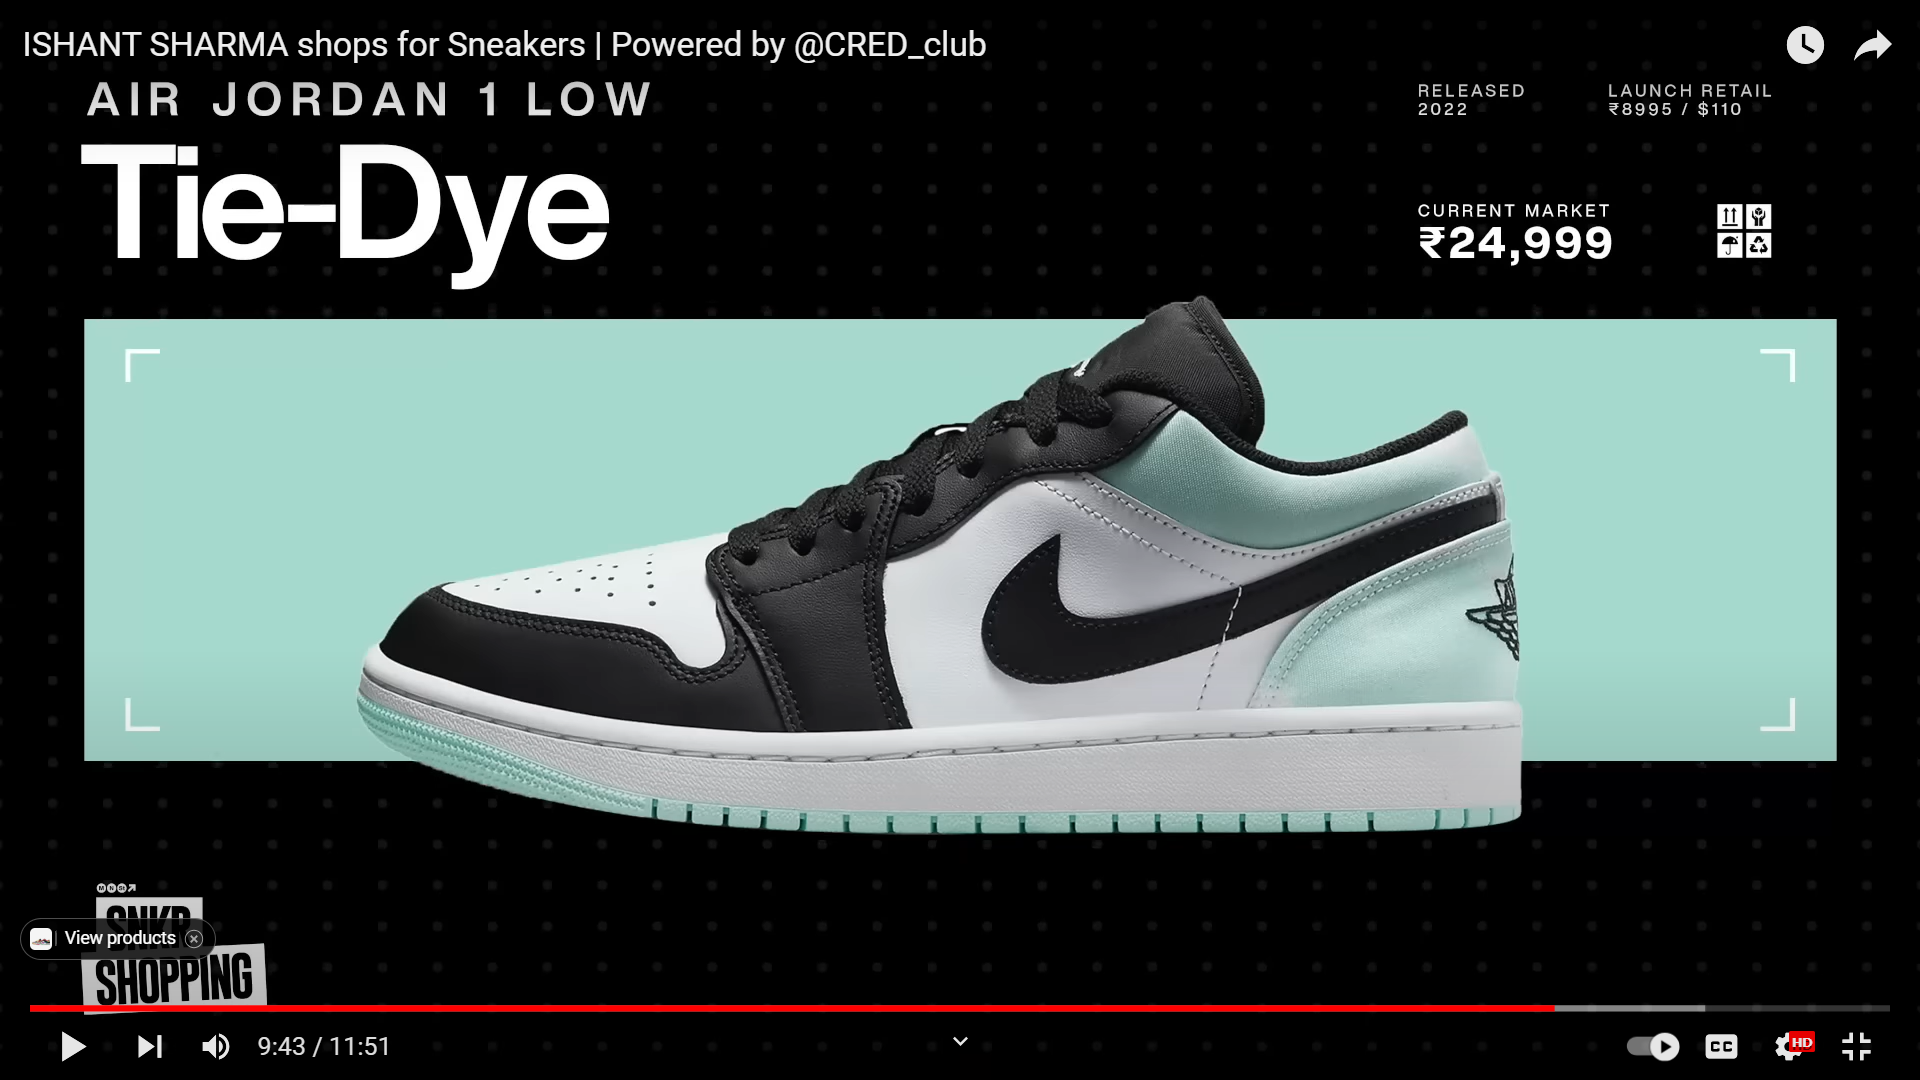 ISHANT SHARMA shops for Sneakers | Powered by @CRED_club
AIR JORDAN 1 LOW
Tie-Dye
RELEASED
2022
LAUNCH RETAIL
₹8995 / $110
CURRENT MARKET
₹24,999
SNKR
View products
SHOPPING
9:43 / 11:51
CC
HD